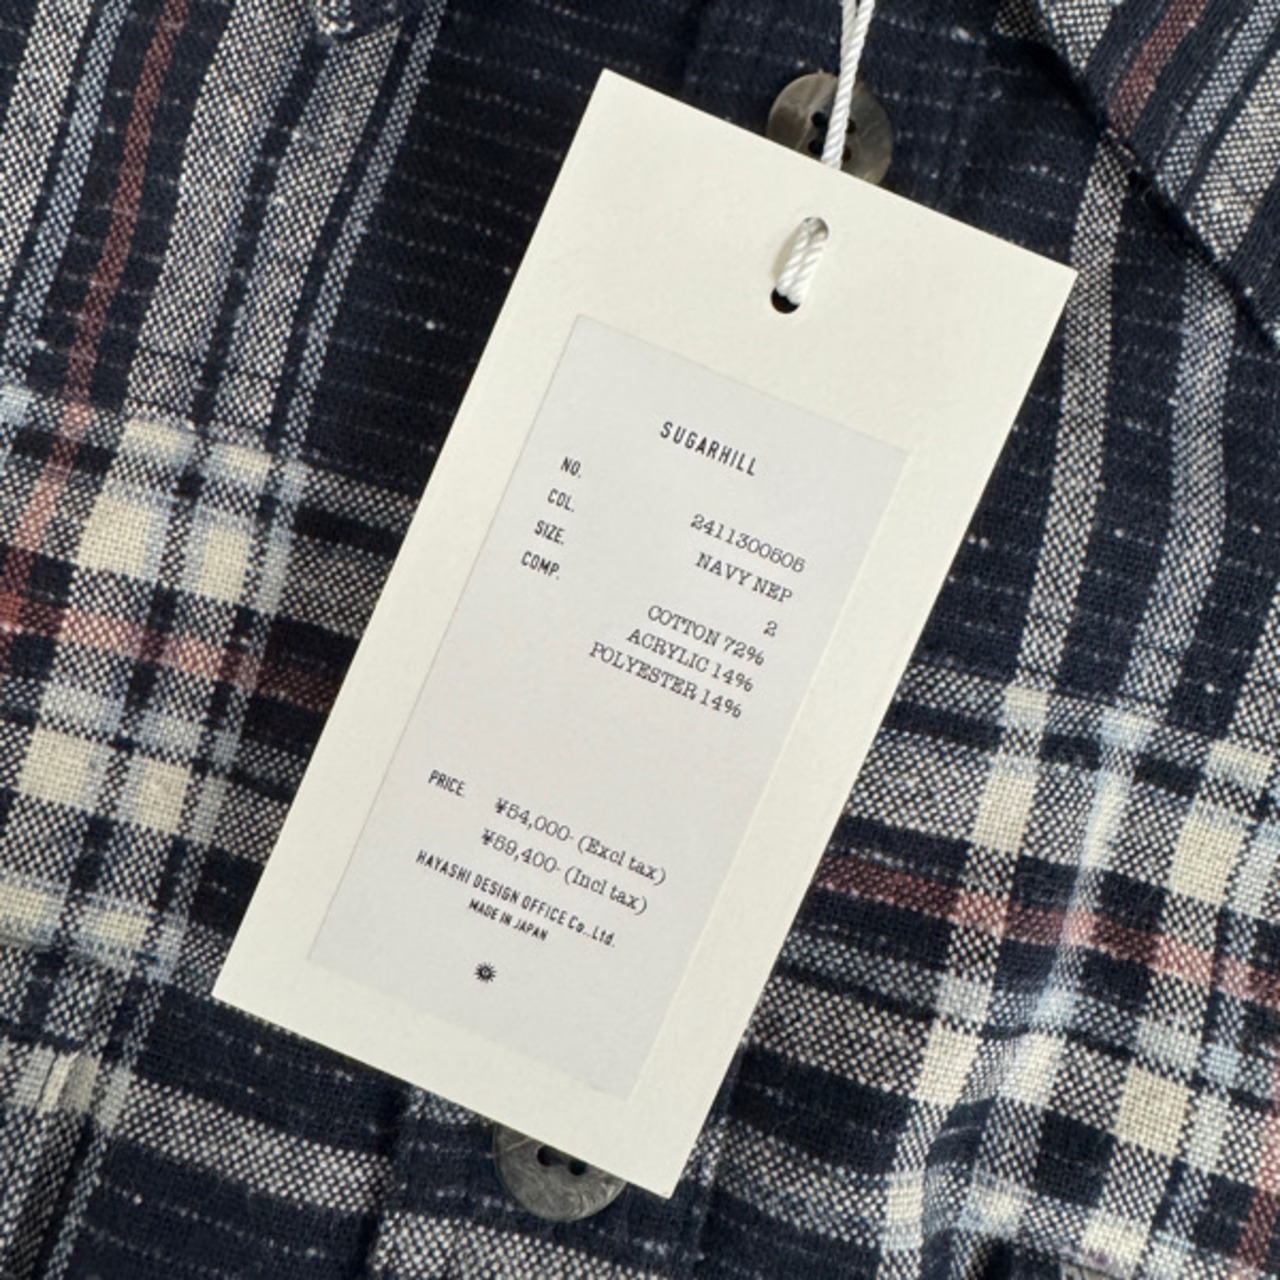 SUGARHILL
NO. 2411300505
COL. NAVY NEP
SIZE. 2
COMP. COTTON 72%
ACRYLIC 14%
POLYESTER 14%
PRICE. ¥54,000- (Excl tax)
¥59,400- (Incl tax)
HAYASHI DESIGN OFFICE Co.,Ltd.
MADE IN JAPAN